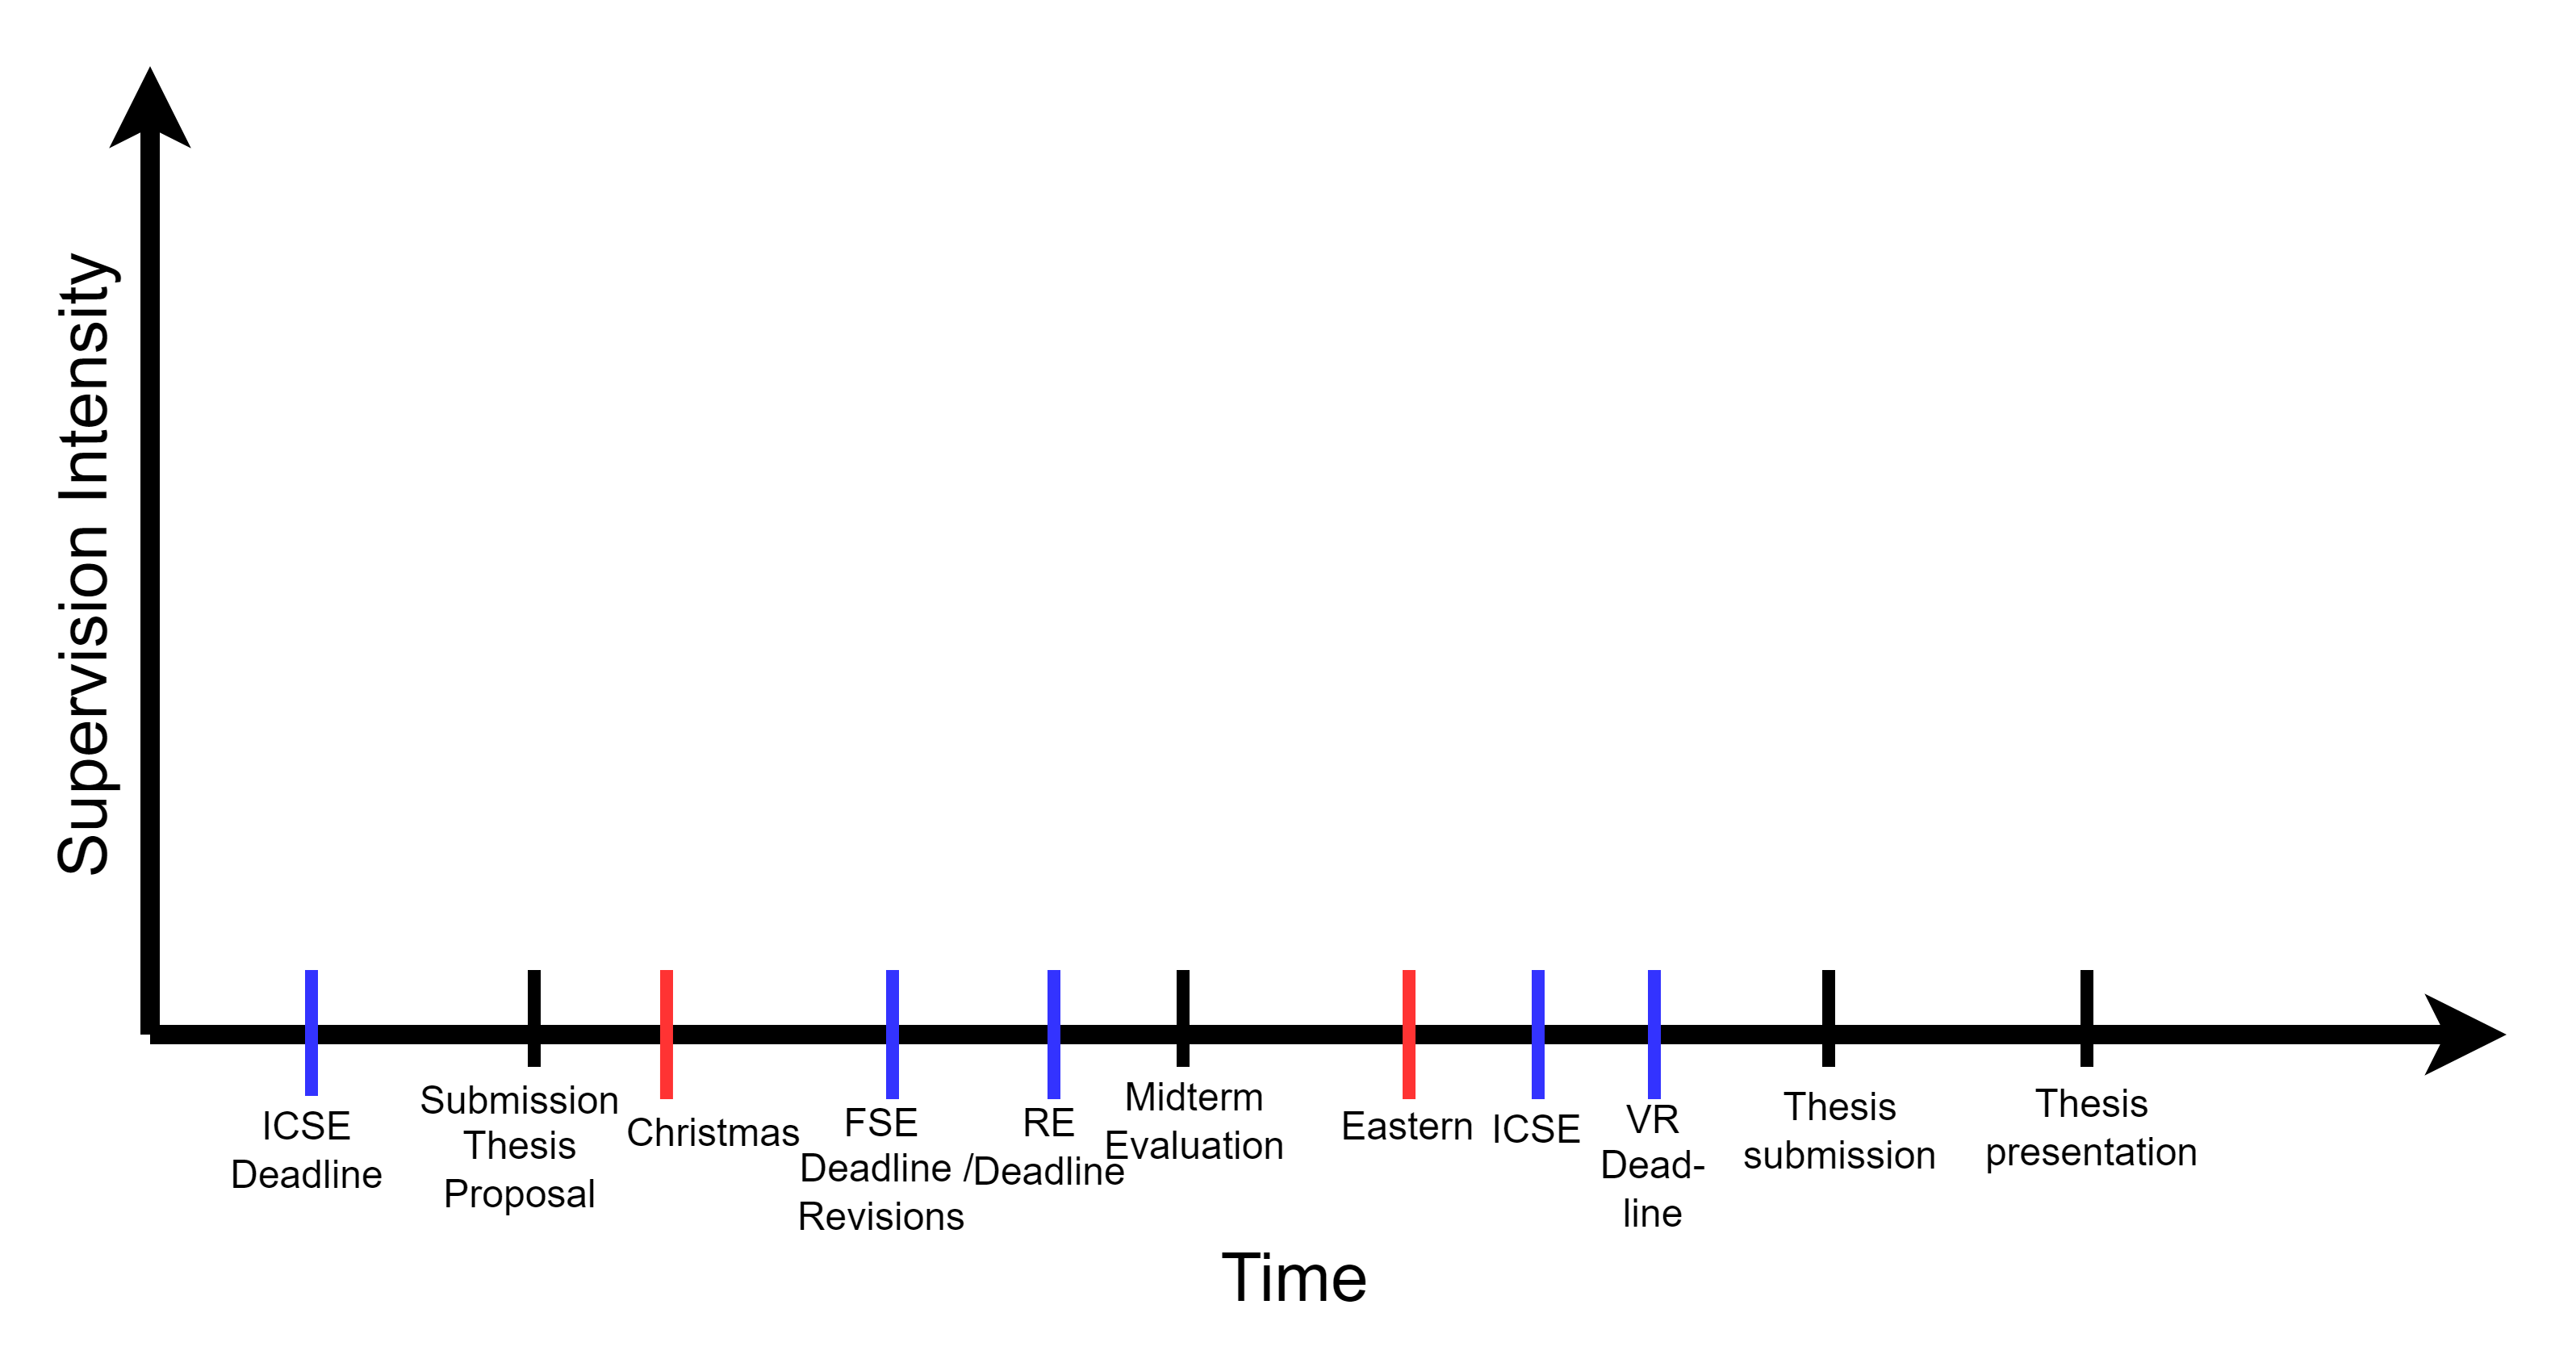 Supervision Intensity
ICSE
Deadline
Submission
Thesis
Proposal
Christmas
FSE
Deadline /
Revisions
RE
Deadline
Midterm
Evaluation
Eastern
ICSE
VR
Dead-
line
Thesis
submission
Thesis
presentation
Time